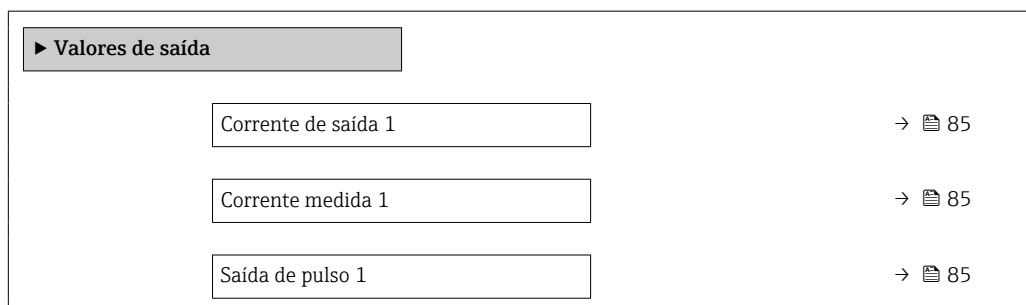 ▶ Valores de saída
Corrente de saída 1 → 85
Corrente medida 1 → 85
Saída de pulso 1 → 85